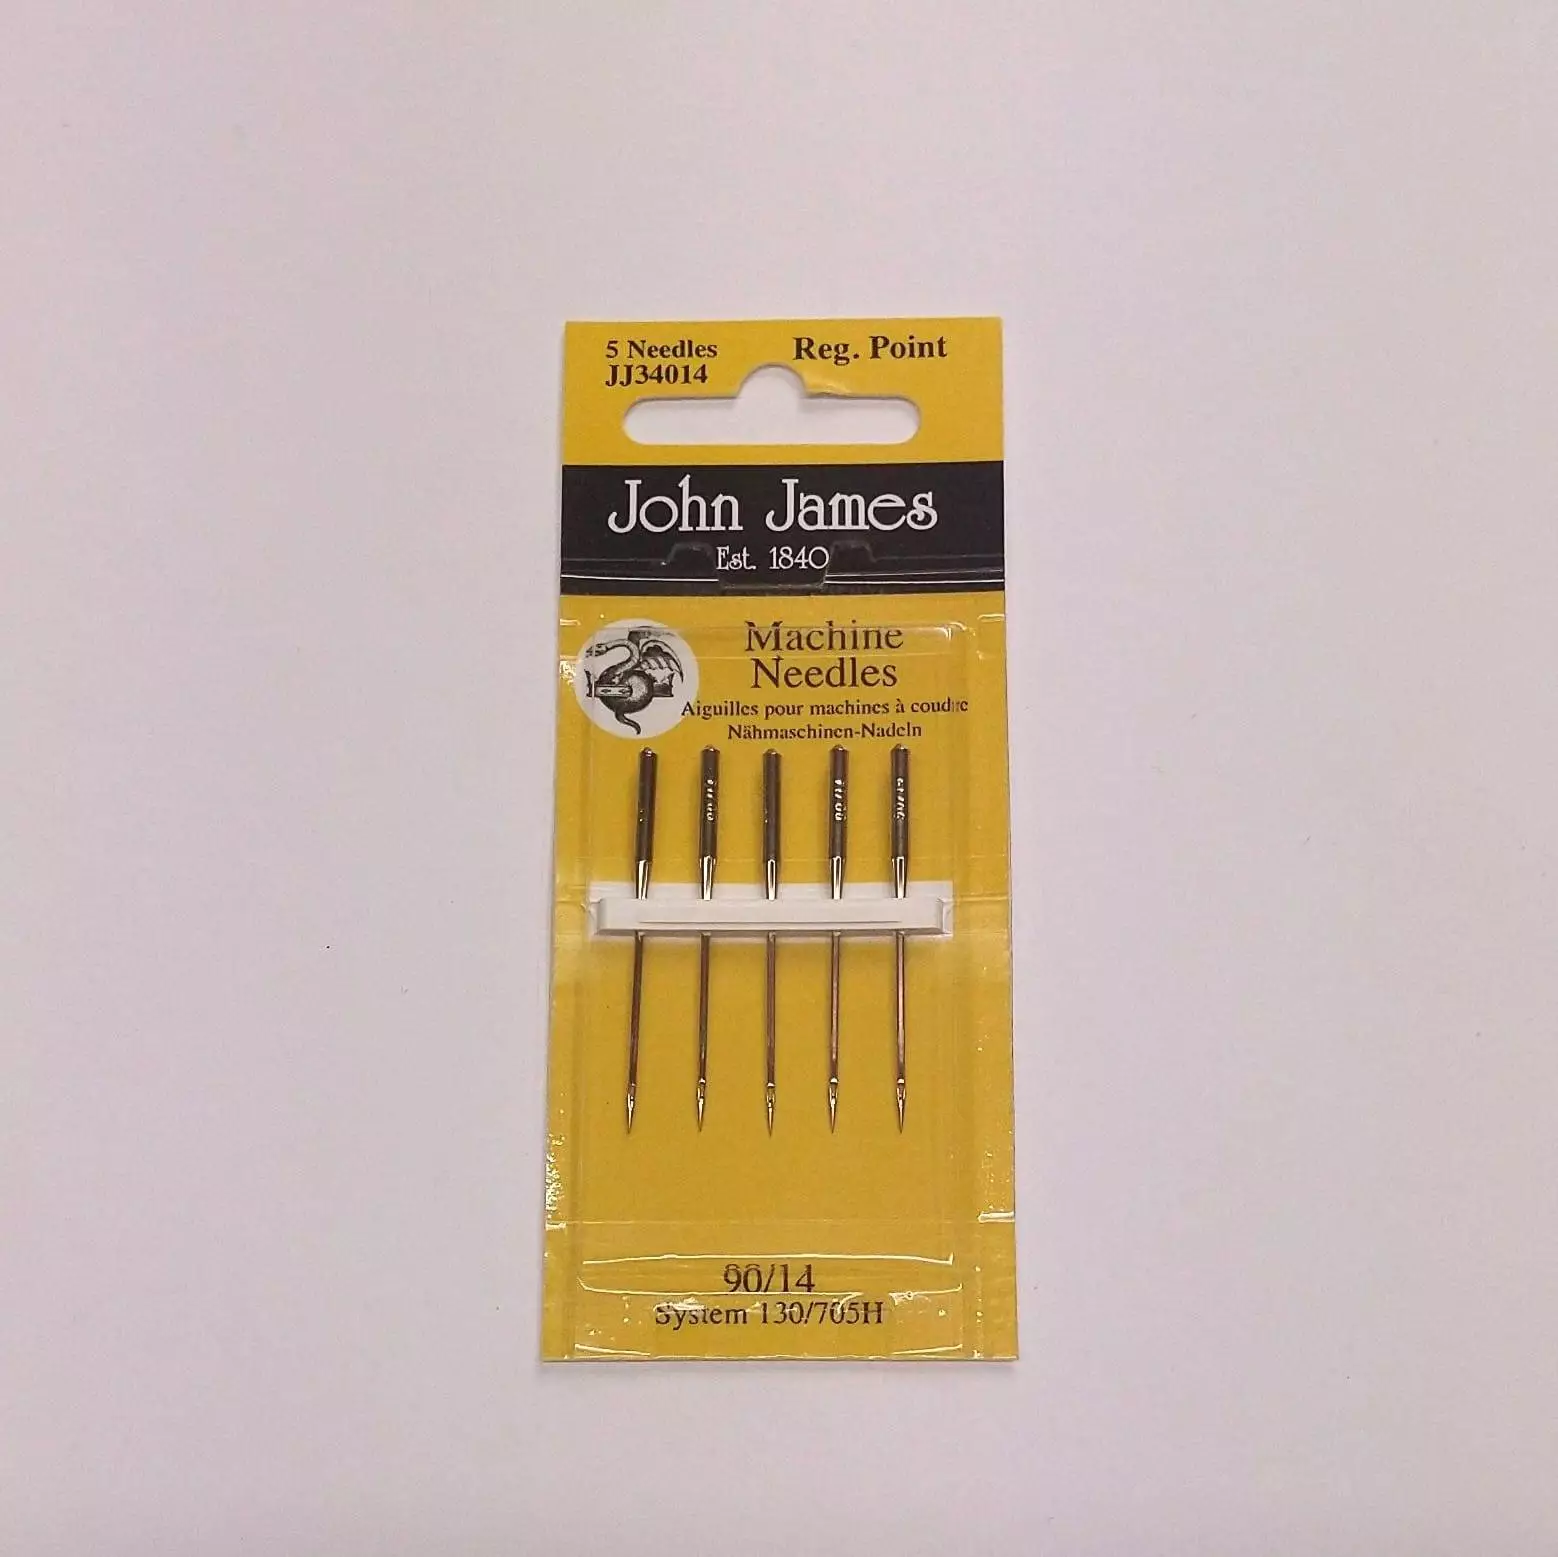 5 Needles
JJ34014
Reg. Point
John James
Est. 1840
Machine
Needles
Aiguilles pour machines à coudre
Nähmaschinen-Nadeln
90/14
System 130/705H